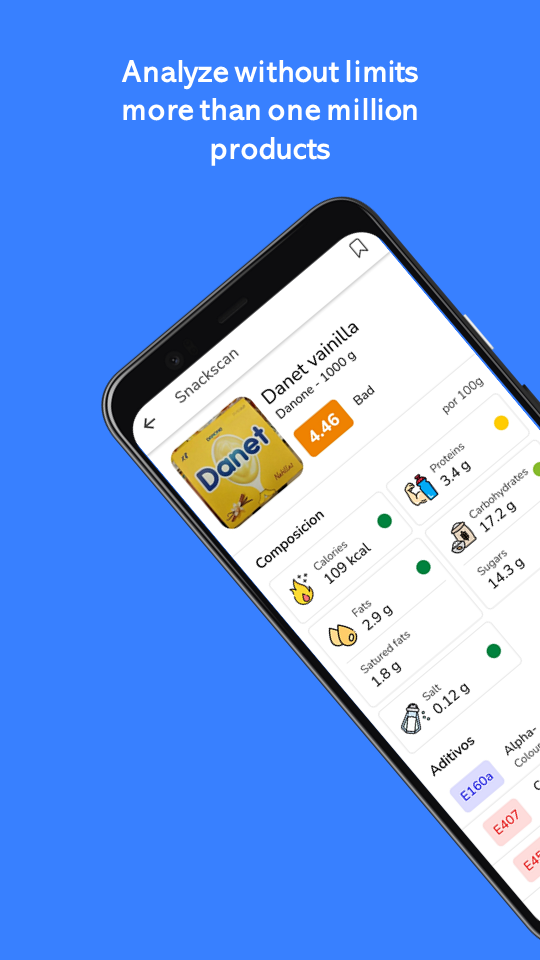 Analyze without limits
more than one million
products
Snackscan
Danet vainilla
Danone - 1000 g
4.46 Bad
DANONE
x2
Danet
por 100g
Composicion
Calories
109 kcal
Proteins
3.4 g
Fats
2.9 g
Satured fats
1.8 g
Carbohydrates
17.2 g
Sugars
14.3 g
Salt
0.12 g
Aditivos
E160a
Alpha-
Colou
E407